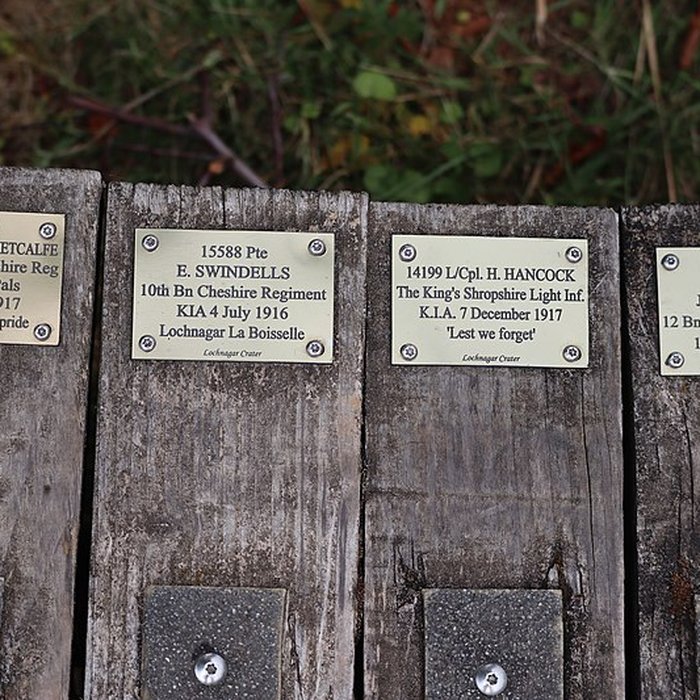 ETCALFE
hire Reg
als
917
pride
15588 Pte
E. SWINDELLS
10th Bn Cheshire Regiment
KIA 4 July 1916
Lochnagar La Boisselle
Lochnagar Crater
14199 L/Cpl. H. HANCOCK
The King's Shropshire Light Inf.
K.I.A. 7 December 1917
'Lest we forget'
Lochnagar Crater
12 Bn
1